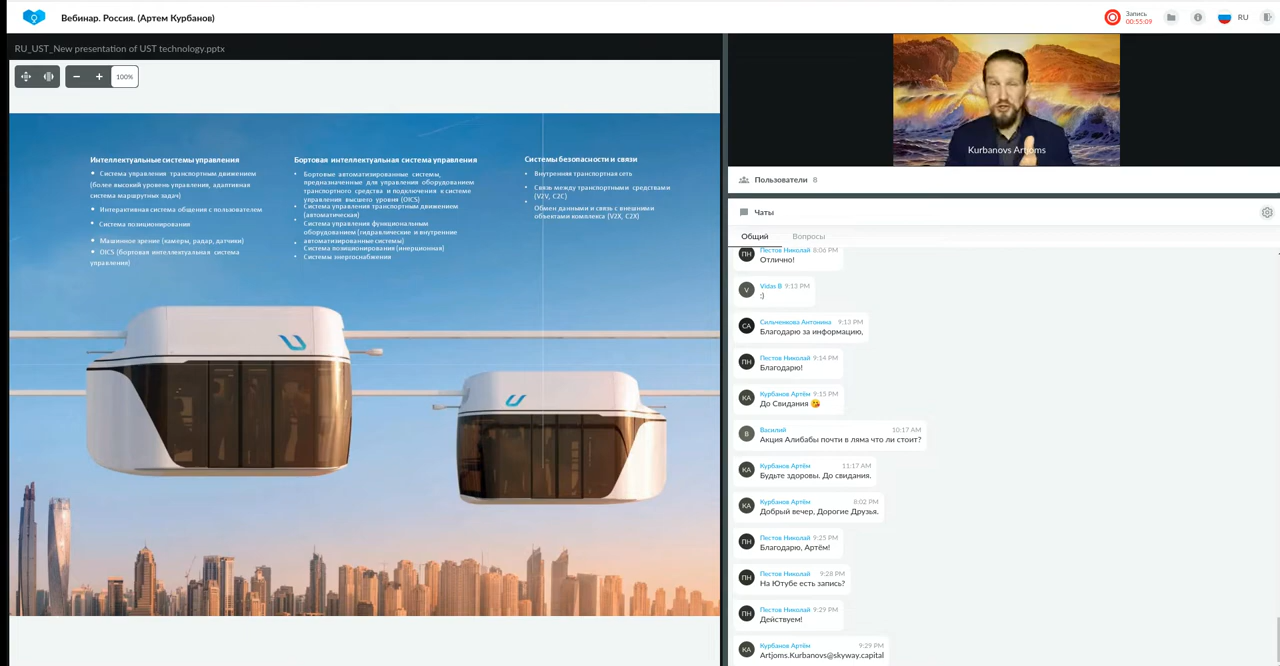 Вебинар. Россия. (Артем Курбанов)
Запись
00:55:09
RU
RU_UST_New presentation of UST technology.pptx
100%
Интеллектуальные системы управления
• Система управления транспортным движением
(более высокий уровень управления, адаптивная
система маршрутных задач)
• Интерактивная система общение с пользователем
• Система позиционирования
• Машинное зрение (камеры, радар, датчики)
• OICS (бортовая интеллектуальная система
управления)
Бортовая интеллектуальная система управления
• Бортовые автоматизированные системы,
предназначенные для управления оборудованием
транспортного средства и подключения к системе
управления высшего уровня (OICS)
• Система управления транспортным движением
(автоматическая)
• Система управления функциональным
оборудованием (гидравлические и внутренние
автоматизированные системы)
• Система позиционирования (инерционная)
• Системы энергоснабжения
Системы безопасности и связи
• Внутренняя транспортная сеть
• Связь между транспортными средствами
(V2V, C2C)
• Обмен данными и связь с внешними
объектами комплекса (V2X, C2X)
Kurbanovs Artjoms
Пользователи 8
Чаты
Общий Вопросы
ПН Пестов Николай 8:06 PM
Отлично!
V Vidas B 9:13 PM
:)
СА Сильченкова Антонина 9:13 PM
Благодарю за информацию,
ПН Пестов Николай 9:14 PM
Благодарю!
КА Курбанов Артём 9:15 PM
До Свидания 😘
В Василий 10:17 AM
Акция Алибабы почти в ляма что ли стоит?
КА Курбанов Артём 11:17 AM
Будьте здоровы. До свидания.
КА Курбанов Артём 8:02 PM
Добрый вечер, Дорогие Друзья.
ПН Пестов Николай 9:25 PM
Благодарю, Артём!
ПН Пестов Николай 9:28 PM
На Ютубе есть запись?
ПН Пестов Николай 9:29 PM
Действуем!
КА Курбанов Артём 9:29 PM
Artjoms.Kurbanovs@skyway.capital